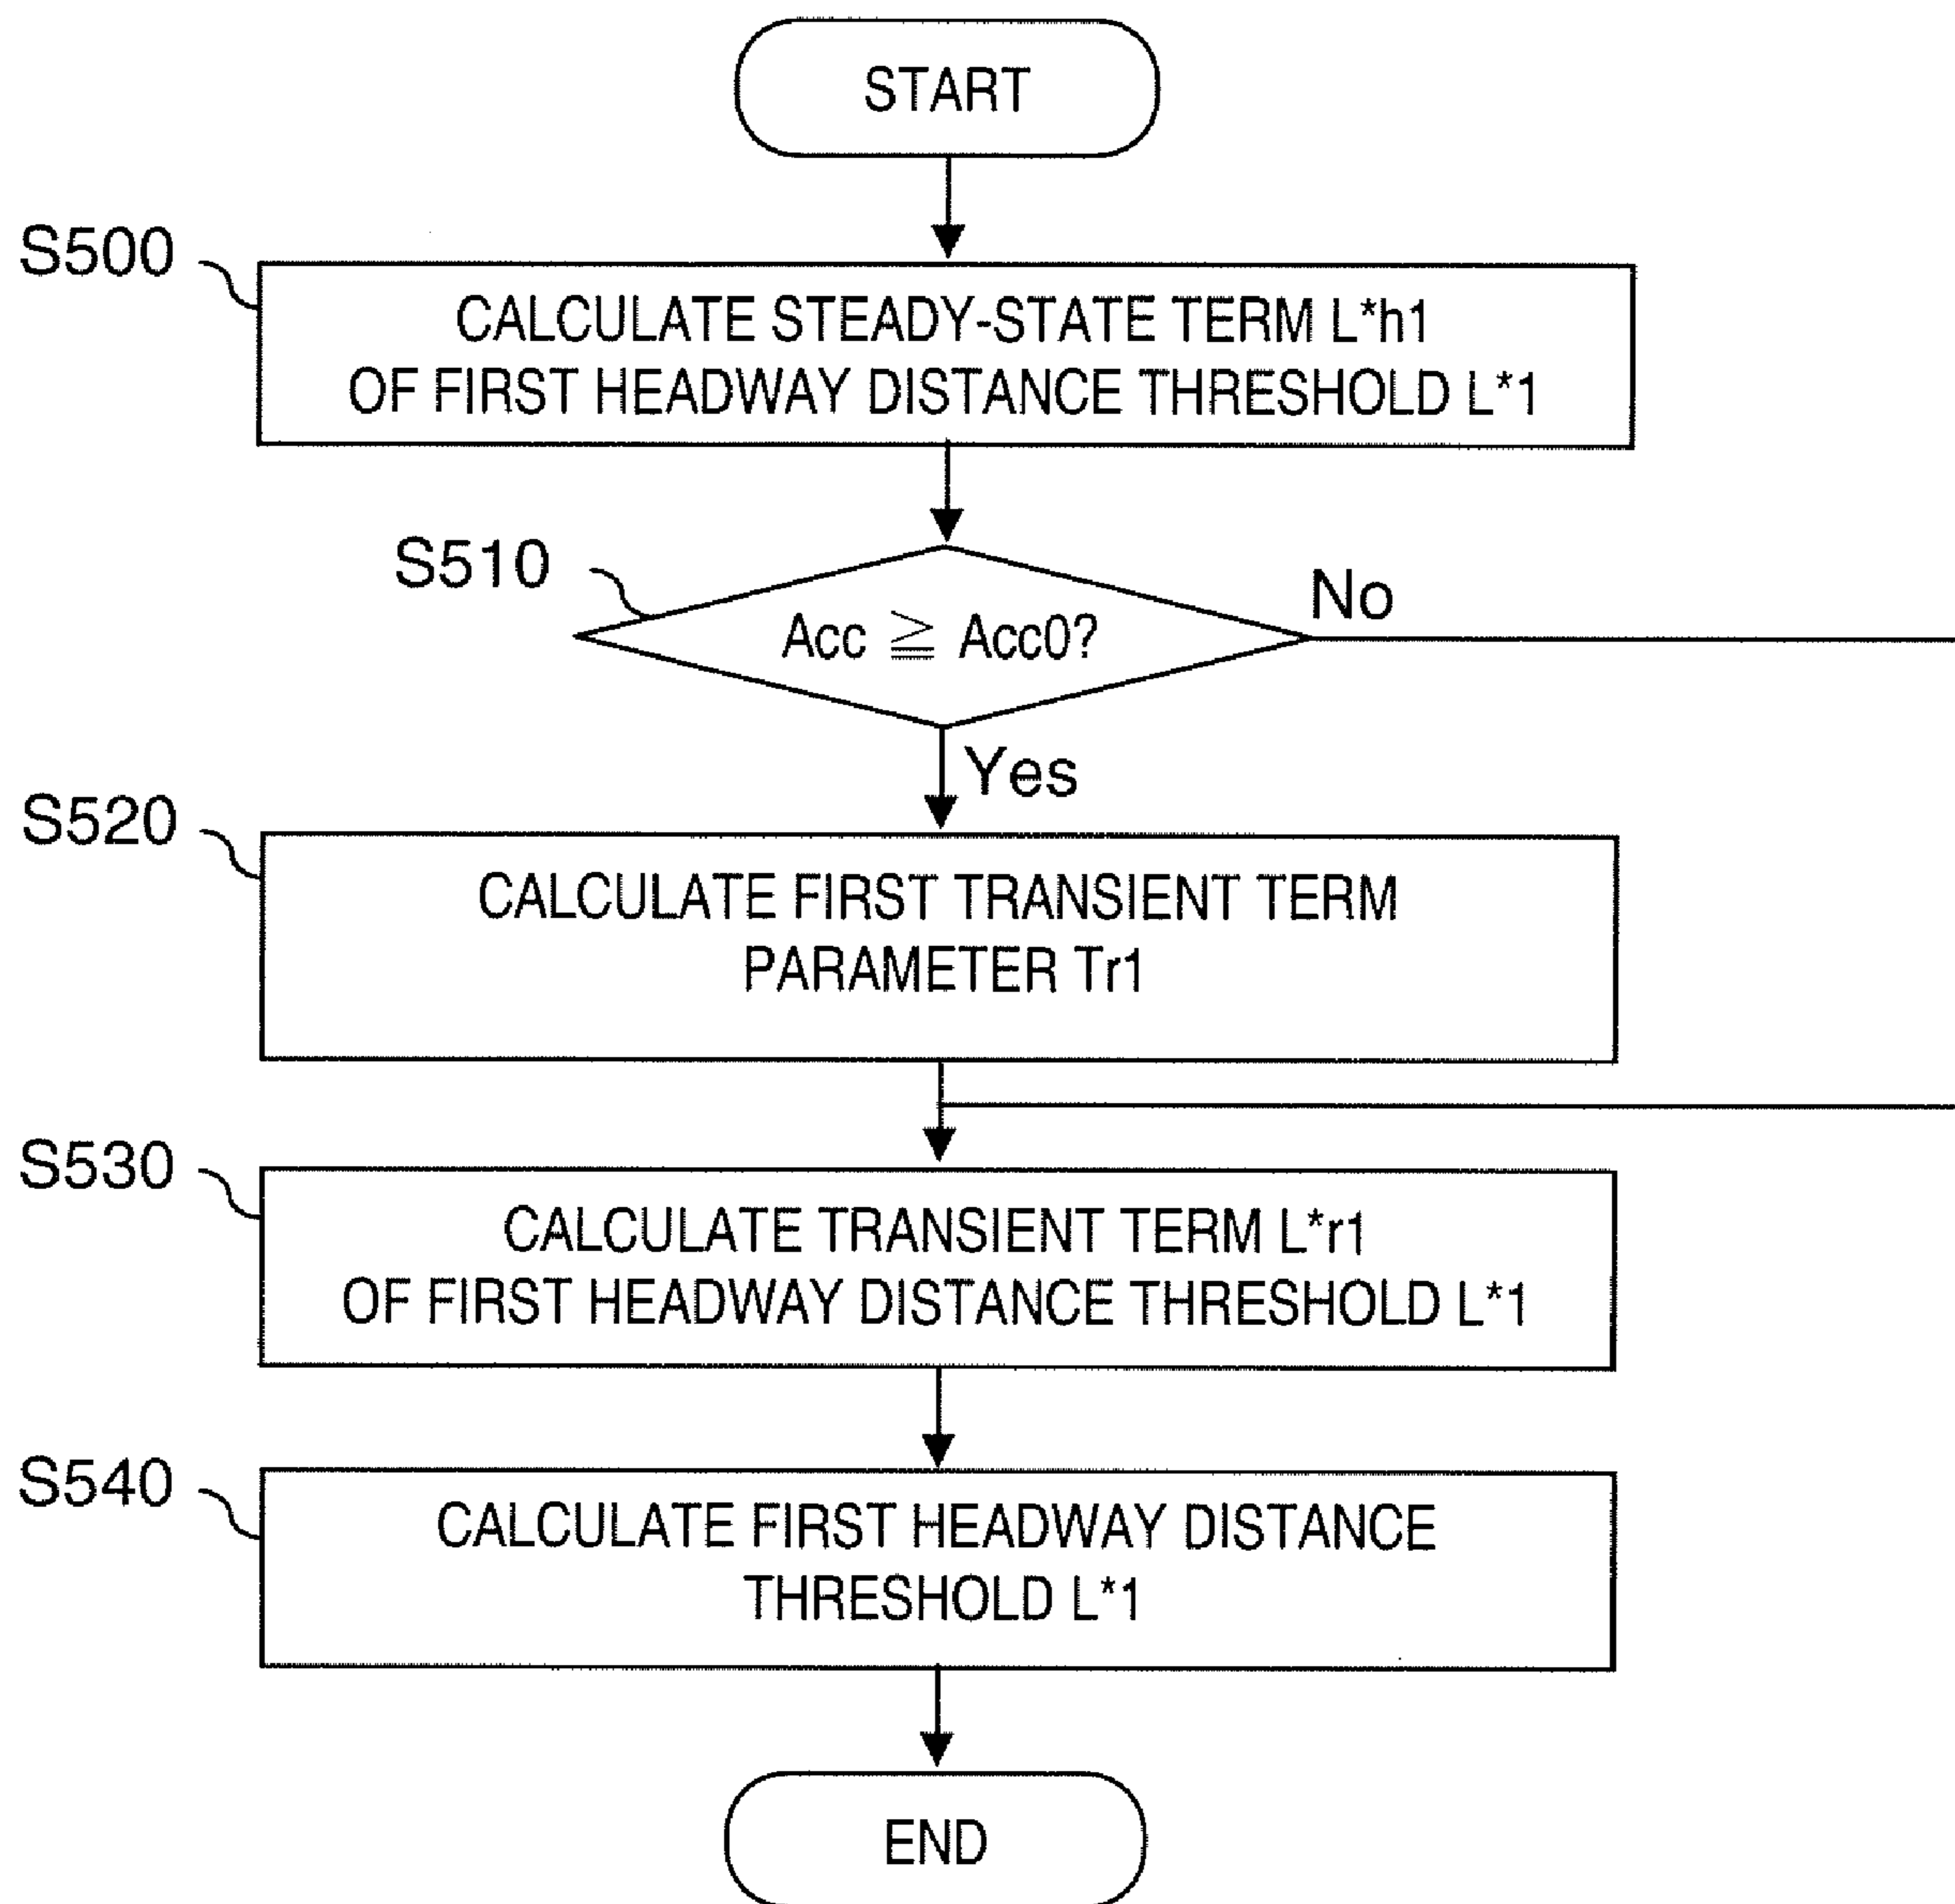 START
S500
CALCULATE STEADY-STATE TERM L*h1
OF FIRST HEADWAY DISTANCE THRESHOLD L*1
S510
Acc ≧ Acc0?
No
Yes
S520
CALCULATE FIRST TRANSIENT TERM
PARAMETER Tr1
S530
CALCULATE TRANSIENT TERM L*r1
OF FIRST HEADWAY DISTANCE THRESHOLD L*1
S540
CALCULATE FIRST HEADWAY DISTANCE
THRESHOLD L*1
END